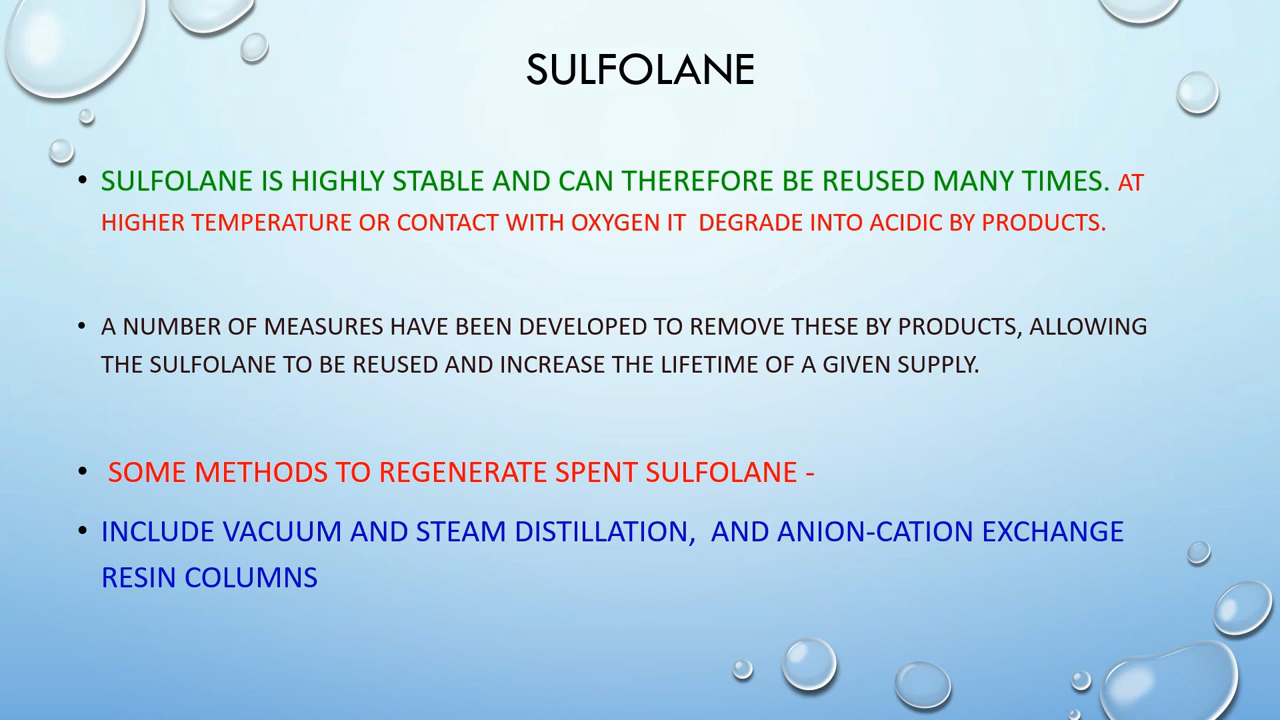 SULFOLANE
• SULFOLANE IS HIGHLY STABLE AND CAN THEREFORE BE REUSED MANY TIMES. AT
HIGHER TEMPERATURE OR CONTACT WITH OXYGEN IT  DEGRADE INTO ACIDIC BY PRODUCTS.
• A NUMBER OF MEASURES HAVE BEEN DEVELOPED TO REMOVE THESE BY PRODUCTS, ALLOWING
THE SULFOLANE TO BE REUSED AND INCREASE THE LIFETIME OF A GIVEN SUPPLY.
• SOME METHODS TO REGENERATE SPENT SULFOLANE -
• INCLUDE VACUUM AND STEAM DISTILLATION,  AND ANION-CATION EXCHANGE
RESIN COLUMNS